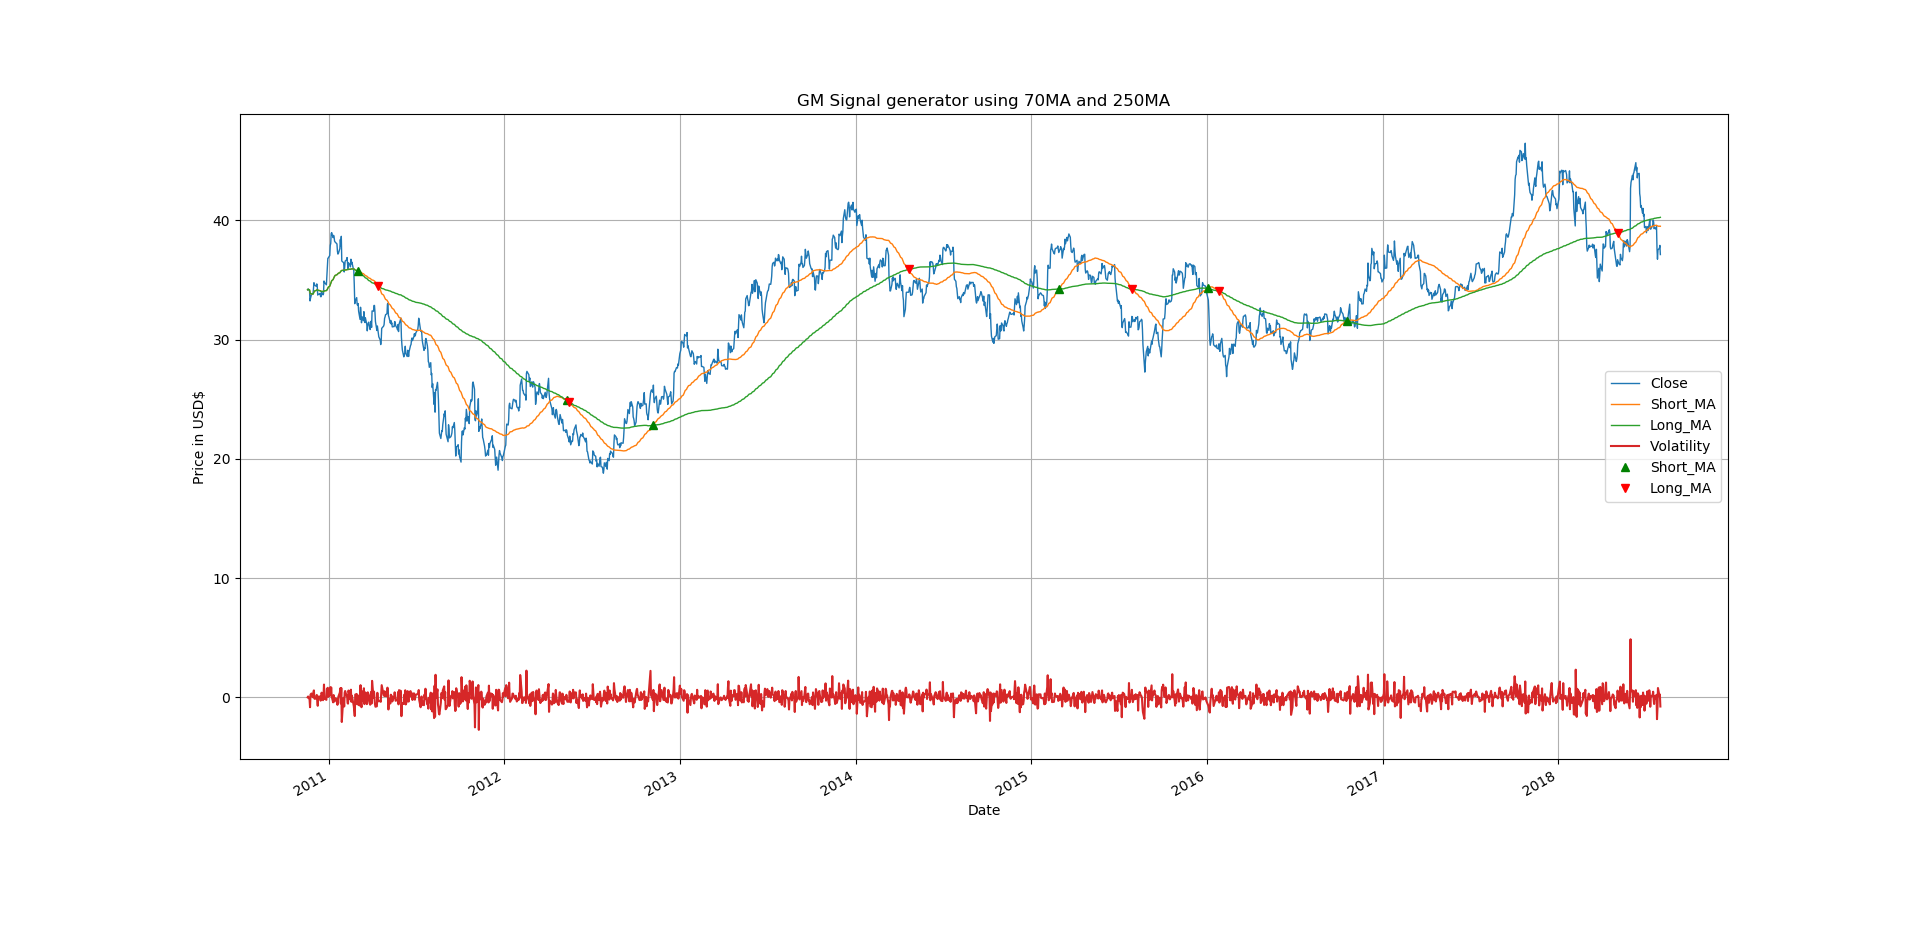 GM Signal generator using 70MA and 250MA
Price in USD$
40
30
20
10
0
Close
Short_MA
Long_MA
Volatility
Short_MA
Long_MA
2011
2012
2013
2014
2015
2016
2017
2018
Date